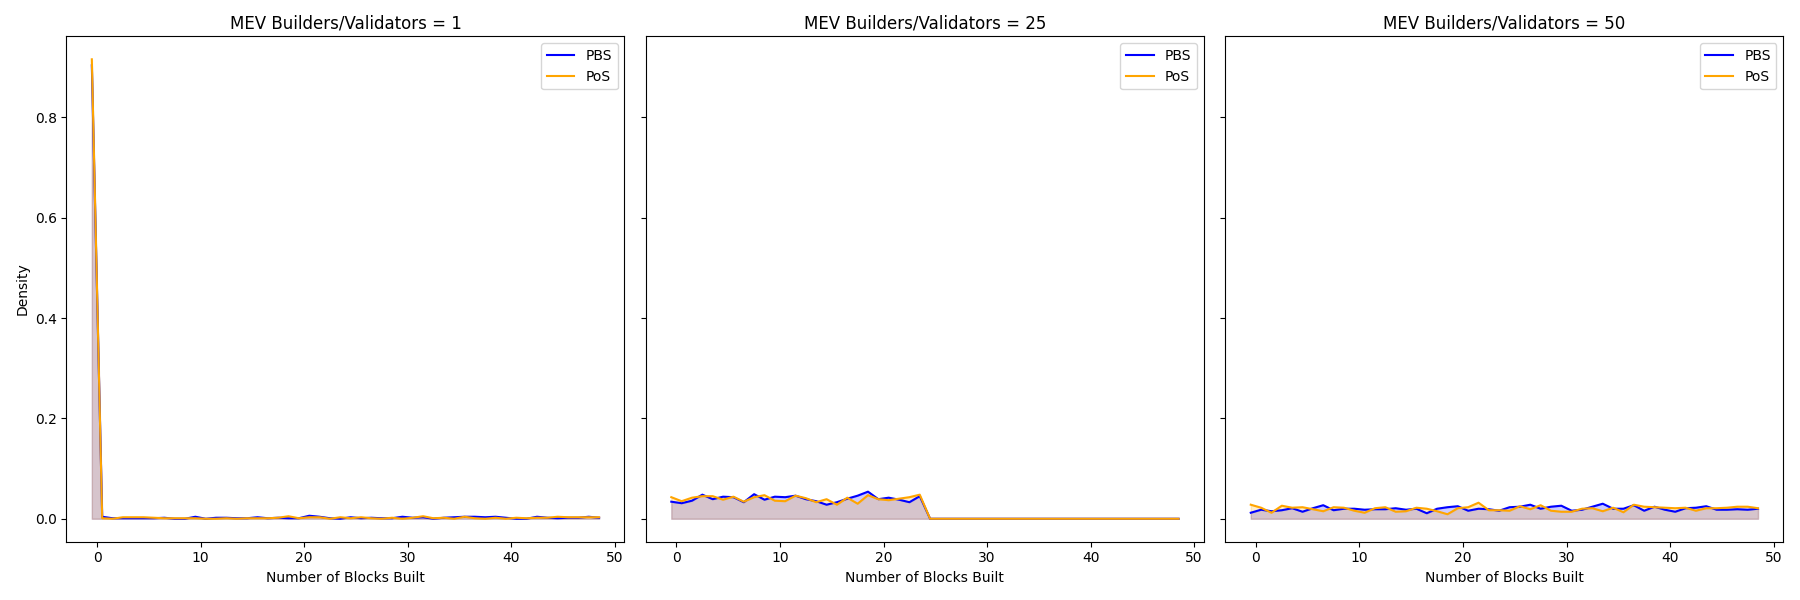 MEV Builders/Validators = 1
PBS
PoS
Density
0.8
0.6
0.4
0.2
0.0
0 10 20 30 40 50
Number of Blocks Built
MEV Builders/Validators = 25
PBS
PoS
0 10 20 30 40 50
Number of Blocks Built
MEV Builders/Validators = 50
PBS
PoS
0 10 20 30 40 50
Number of Blocks Built